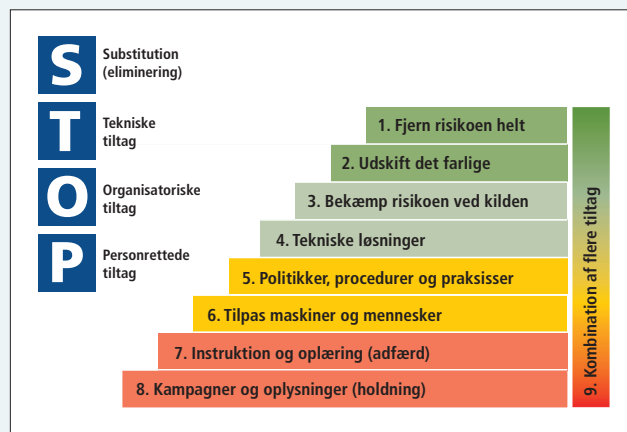 S
Substitution
(eliminering)
T
Tekniske
tiltag
O
Organisatoriske
tiltag
P
Personrettede
tiltag
1. Fjern risikoen helt
2. Udskift det farlige
3. Bekæmp risikoen ved kilden
4. Tekniske løsninger
5. Politikker, procedurer og praksisser
6. Tilpas maskiner og mennesker
7. Instruktion og oplæring (adfærd)
8. Kampagner og oplysninger (holdning)
9. Kombination af flere tiltag